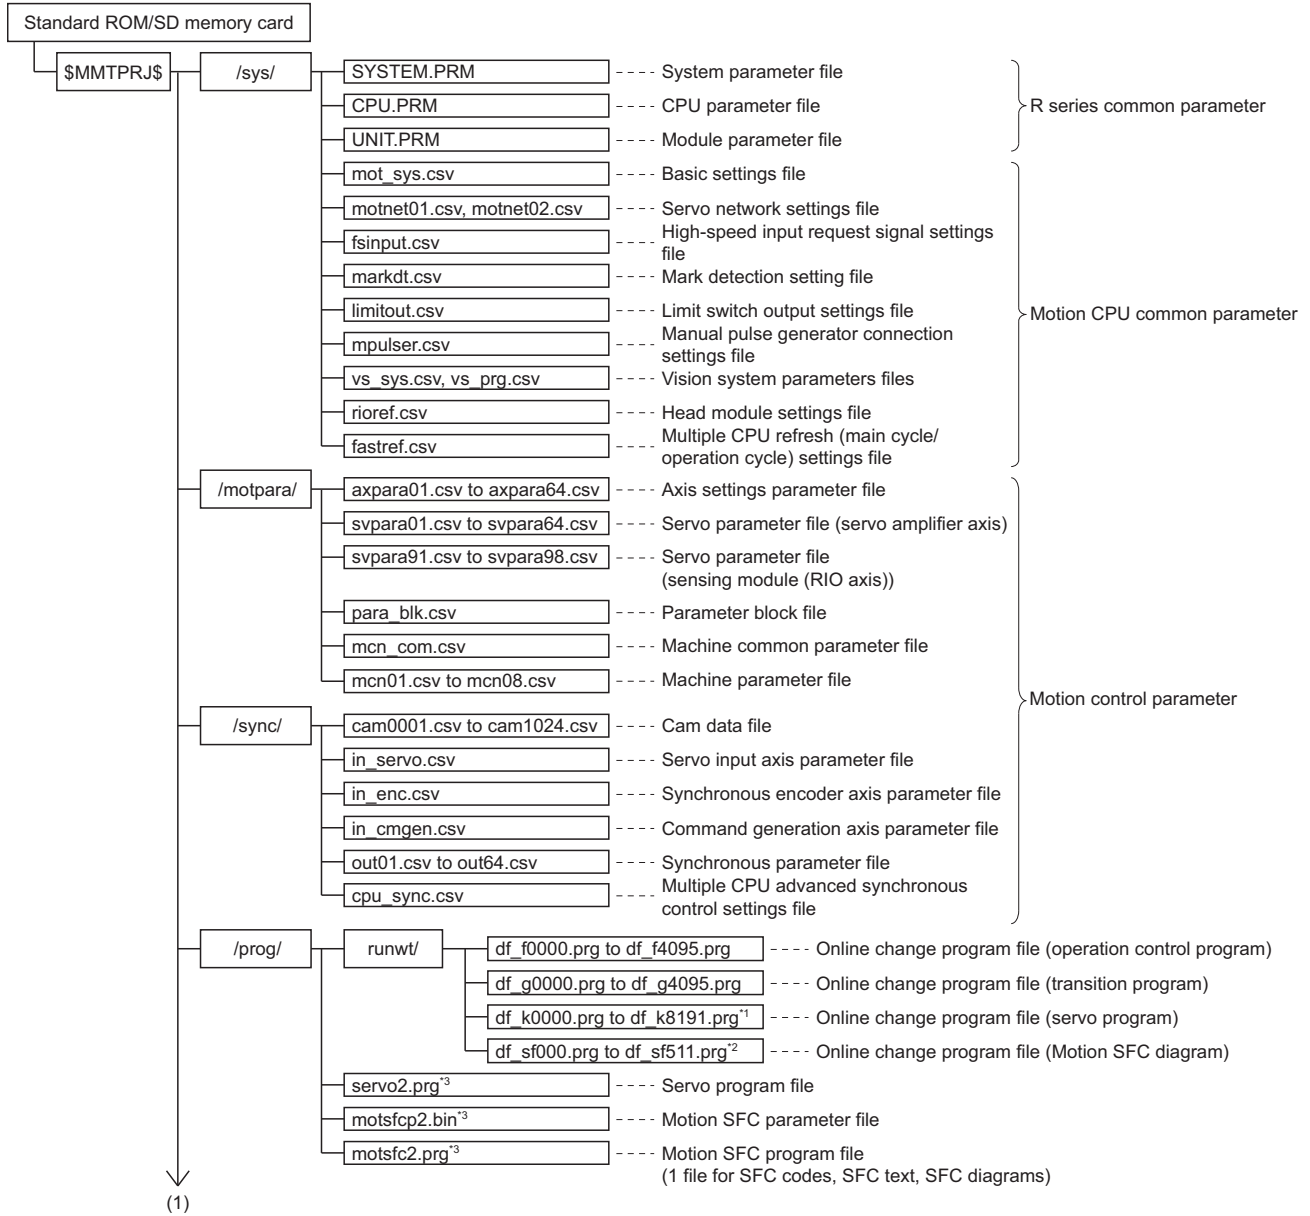 Standard ROM/SD memory card
$MMTPRJ$
/sys/
SYSTEM.PRM
System parameter file
CPU.PRM
CPU parameter file
R series common parameter
UNIT.PRM
Module parameter file
mot_sys.csv
Basic settings file
motnet01.csv, motnet02.csv
Servo network settings file
fsinput.csv
High-speed input request signal settings
file
markdt.csv
Mark detection setting file
limitout.csv
Limit switch output settings file
Motion CPU common parameter
mpulser.csv
Manual pulse generator connection
settings file
vs_sys.csv, vs_prg.csv
Vision system parameters files
rioref.csv
Head module settings file
fastref.csv
Multiple CPU refresh (main cycle/
operation cycle) settings file
/motpara/
axpara01.csv to axpara64.csv
Axis settings parameter file
svpara01.csv to svpara64.csv
Servo parameter file (servo amplifier axis)
svpara91.csv to svpara98.csv
Servo parameter file
(sensing module (RIO axis))
para_blk.csv
Parameter block file
mcn_com.csv
Machine common parameter file
mcn01.csv to mcn08.csv
Machine parameter file
Motion control parameter
/sync/
cam0001.csv to cam1024.csv
Cam data file
in_servo.csv
Servo input axis parameter file
in_enc.csv
Synchronous encoder axis parameter file
in_cmgen.csv
Command generation axis parameter file
out01.csv to out64.csv
Synchronous parameter file
cpu_sync.csv
Multiple CPU advanced synchronous
control settings file
/prog/
runwt/
df_f0000.prg to df_f4095.prg
Online change program file (operation control program)
df_g0000.prg to df_g4095.prg
Online change program file (transition program)
df_k0000.prg to df_k8191.prg*1
Online change program file (servo program)
df_sf000.prg to df_sf511.prg*2
Online change program file (Motion SFC diagram)
servo2.prg*3
Servo program file
motsfcp2.bin*3
Motion SFC parameter file
motsfc2.prg*3
Motion SFC program file
(1 file for SFC codes, SFC text, SFC diagrams)
(1)